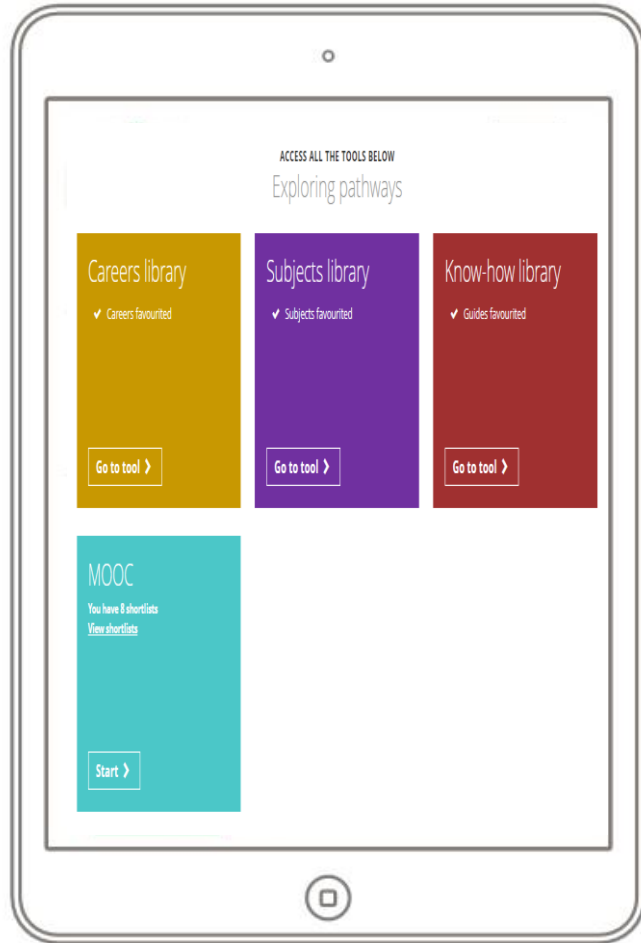 ACCESS ALL THE TOOLS BELOW
Exploring pathways
Careers library
✔ Careers favourited
Go to tool ❯
Subjects library
✔ Subjects favourited
Go to tool ❯
Know-how library
✔ Guides favourited
Go to tool ❯
MOOC
You have 8 shortlists
View shortlists
Start ❯